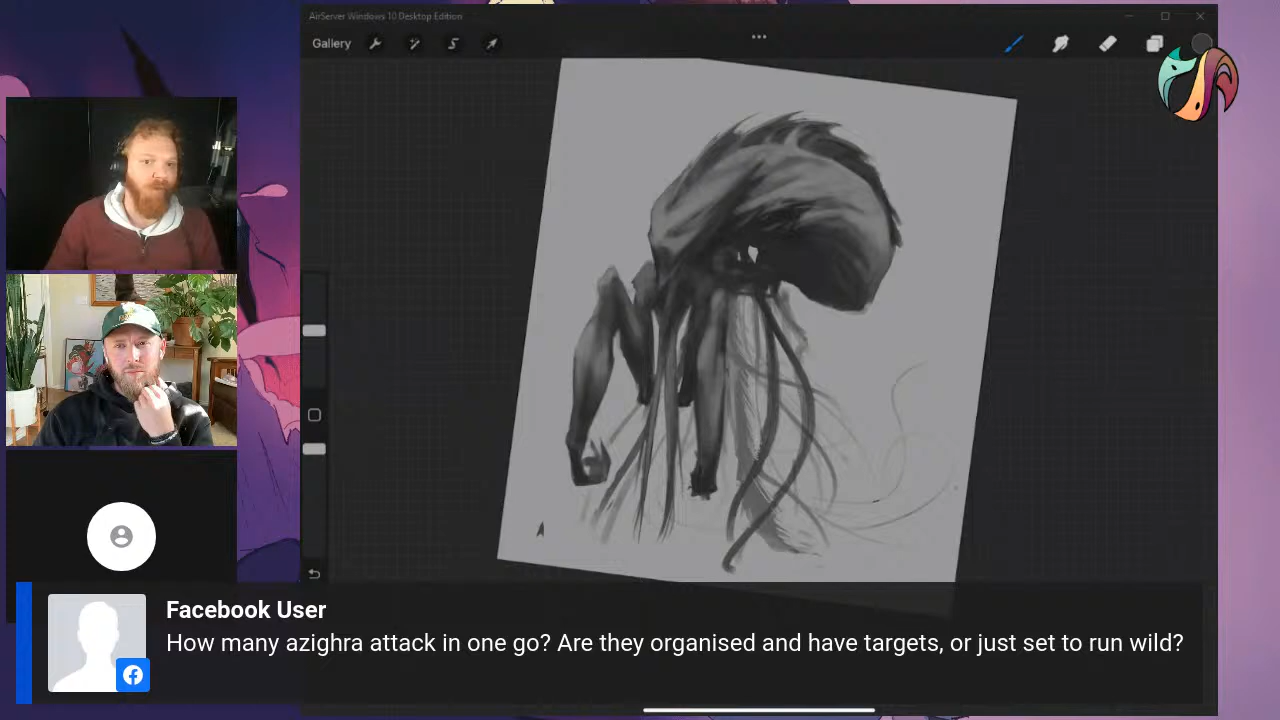 AirServer Windows 10 Desktop Edition
Gallery
Facebook User
How many azighra attack in one go? Are they organised and have targets, or just set to run wild?